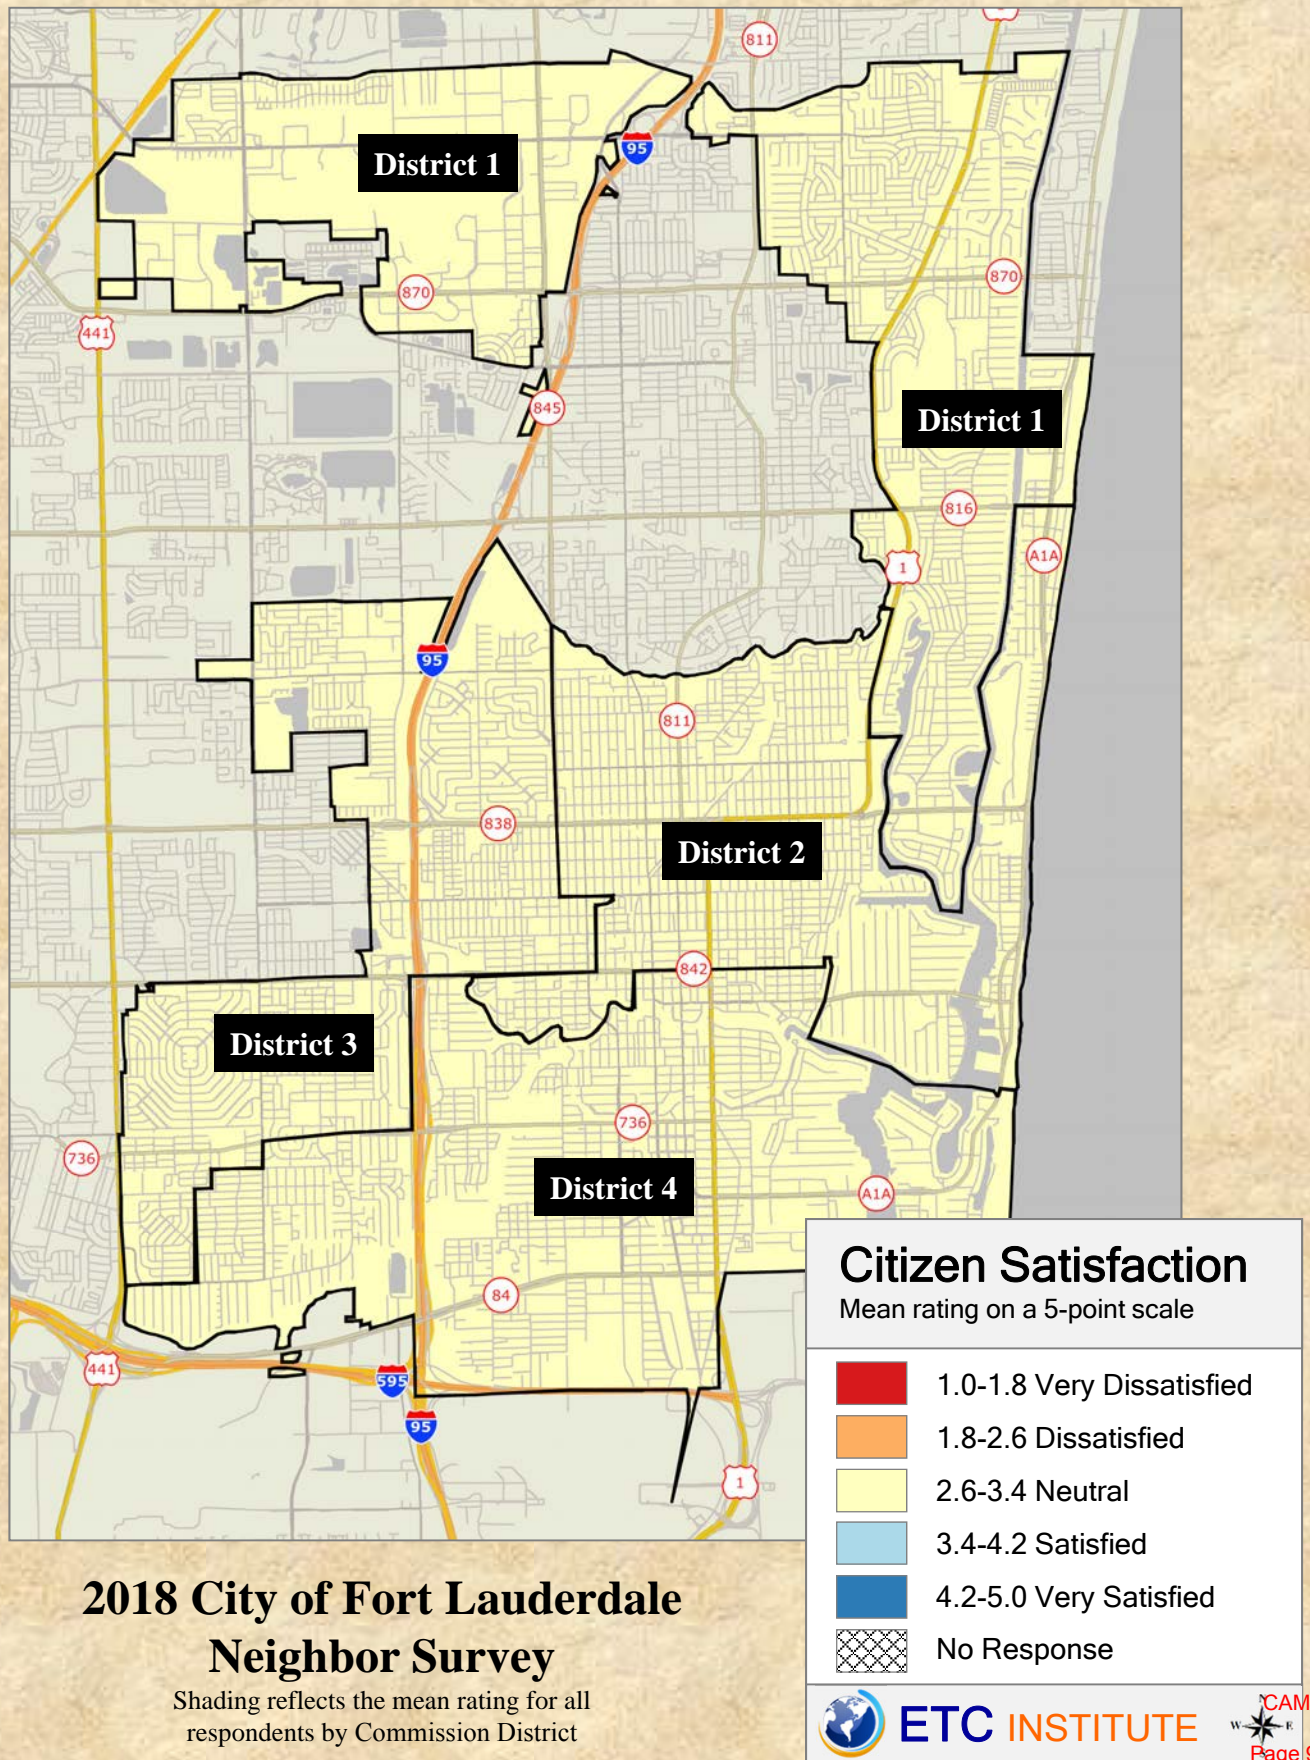 811
District 1
95
870
870
441
845
District 1
816
A1A
1
95
811
838
District 2
842
District 3
736
736
District 4
A1A
84
441
595
95
1
Citizen Satisfaction
Mean rating on a 5-point scale
1.0-1.8 Very Dissatisfied
1.8-2.6 Dissatisfied
2.6-3.4 Neutral
3.4-4.2 Satisfied
4.2-5.0 Very Satisfied
No Response
2018 City of Fort Lauderdale
Neighbor Survey
Shading reflects the mean rating for all
respondents by Commission District
ETC INSTITUTE
CAM
W E
Page